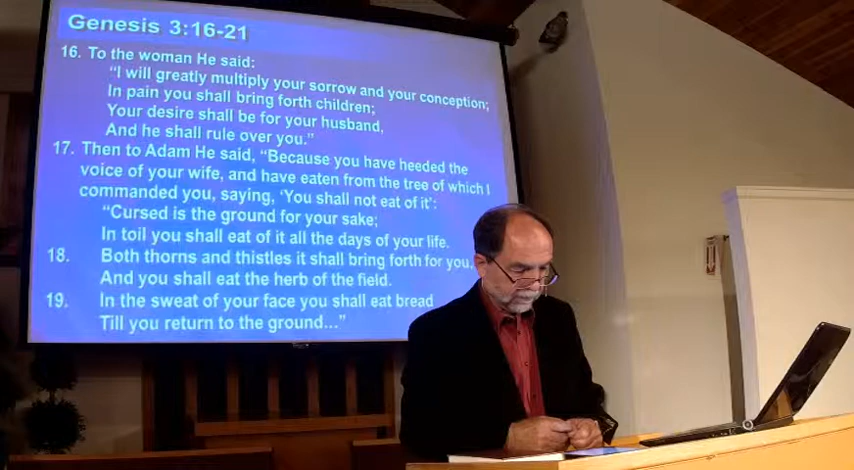 Genesis 3:16-21
16. To the woman He said:
"I will greatly multiply your sorrow and your conception;
In pain you shall bring forth children;
Your desire shall be for your husband,
And he shall rule over you."
17. Then to Adam He said, "Because you have heeded the
voice of your wife, and have eaten from the tree of which I
commanded you, saying, 'You shall not eat of it':
"Cursed is the ground for your sake;
In toil you shall eat of it all the days of your life.
18. Both thorns and thistles it shall bring forth for you,
And you shall eat the herb of the field.
19. In the sweat of your face you shall eat bread
Till you return to the ground..."